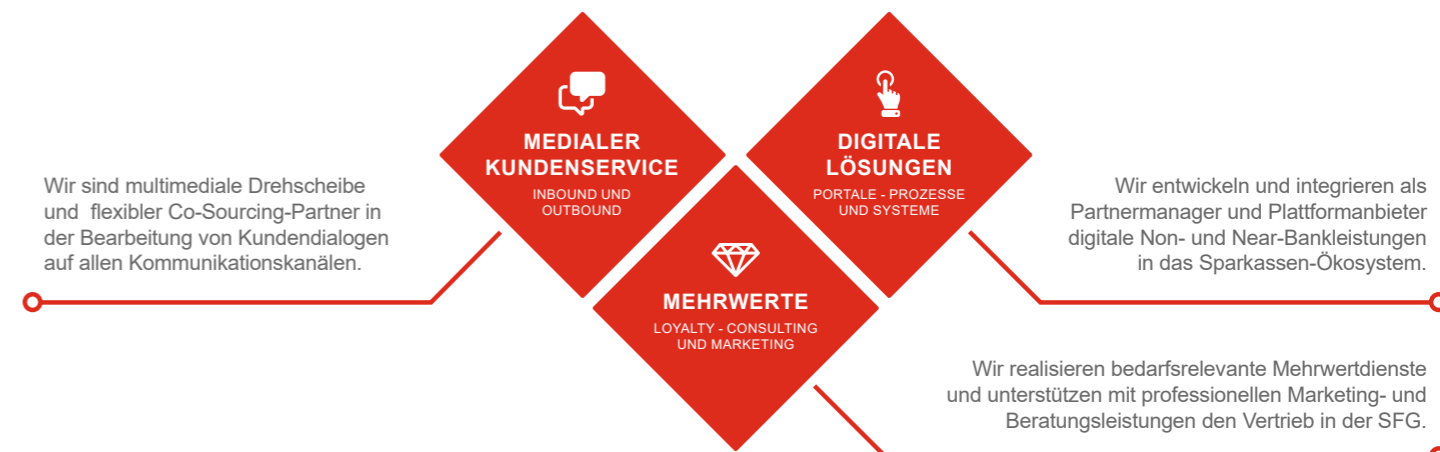 MEDIALER
KUNDENSERVICE
INBOUND UND
OUTBOUND
DIGITALE
LÖSUNGEN
PORTALE - PROZESSE
UND SYSTEME
Wir sind multimediale Drehscheibe
und flexibler Co-Sourcing-Partner in
der Bearbeitung von Kundendialogen
auf allen Kommunikationskanälen.
Wir entwickeln und integrieren als
Partnermanager und Plattformanbieter
digitale Non- und Near-Bankleistungen
in das Sparkassen-Ökosystem.
MEHRWERTE
LOYALTY - CONSULTING
UND MARKETING
Wir realisieren bedarfsrelevante Mehrwertdienste
und unterstützen mit professionellen Marketing- und
Beratungsleistungen den Vertrieb in der SFG.